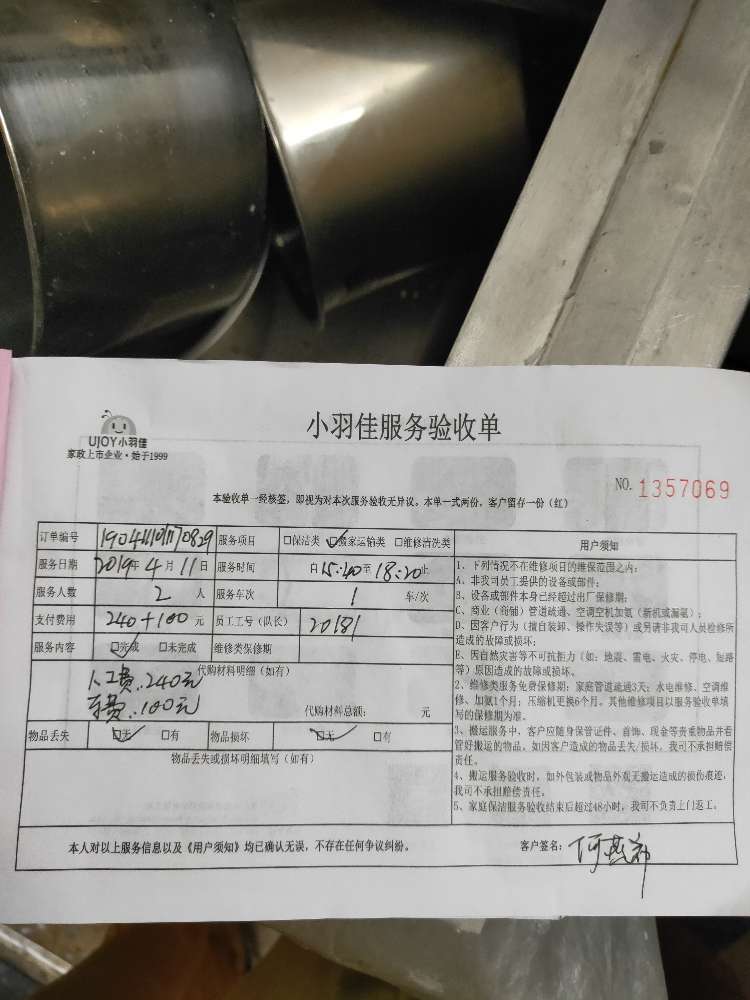 UJOY小羽佳
家政上市企业·始于1999
小羽佳服务验收单
NO. 1357069
本验收单一经核签，即视为对本次服务验收无异议。本单一式两份，客户留存一份（红）
订单编号 服务项目 □保洁类 ☑搬家运输类 □维修清洗类
服务日期 2019年4月11日 服务时间 自15:40至18:20止
服务人数 2 人 服务车次 1 车/次
支付费用 240+100 元 员工工号（队长） 20181
服务内容 ☑完成 □未完成 维修类保修期
代购材料明细（如有）
人工费:240元
车费:100元
代购材料总额： 元
物品丢失 ☑无 □有 物品损坏 ☑无 □有
物品丢失或损坏明细填写（如有）
用户须知
1、下列情况不在维修项目的维保范围之内：
A、非我司员工提供的设备或部件；
B、设备或部件本身已经超过出厂保修期；
C、商业（商铺）管道疏通、空调空机加氨（新机或漏氨）；
D、因客户行为（擅自装卸、操作失误等）或另请非我司人员检修所
造成的故障或损坏；
E、因自然灾害等不可抗拒力（如：地震、雷电、火灾、停电、短路
等）原因造成的故障或损坏。
2、维修类服务免费保修期：家庭管道疏通3天；水电维修、空调维
修、加氨1个月；压缩机更换6个月。其他维修项目以服务验收单填
写的保修期为准。
3、搬运服务中，客户应随身保管证件、首饰、现金等贵重物品并看
管好搬运的物品。如因客户造成的物品丢失/损坏，我司不承担赔偿
责任。
4、搬运服务验收时，如外包装或物品外观无搬运造成的损伤痕迹，
我司不承担赔偿责任。
5、家庭保洁服务验收结束后超过48小时，我司不负责上门返工。
本人对以上服务信息以及《用户须知》均已确认无误，不存在任何争议纠纷。
客户签名：何燕